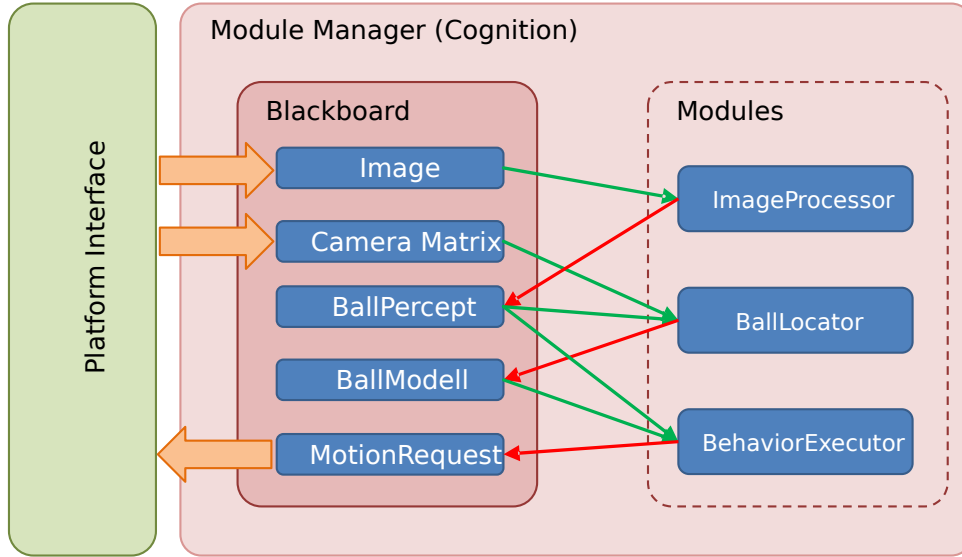 Platform Interface
Module Manager (Cognition)
Blackboard
Image
Camera Matrix
BallPercept
BallModell
MotionRequest
Modules
ImageProcessor
BallLocator
BehaviorExecutor